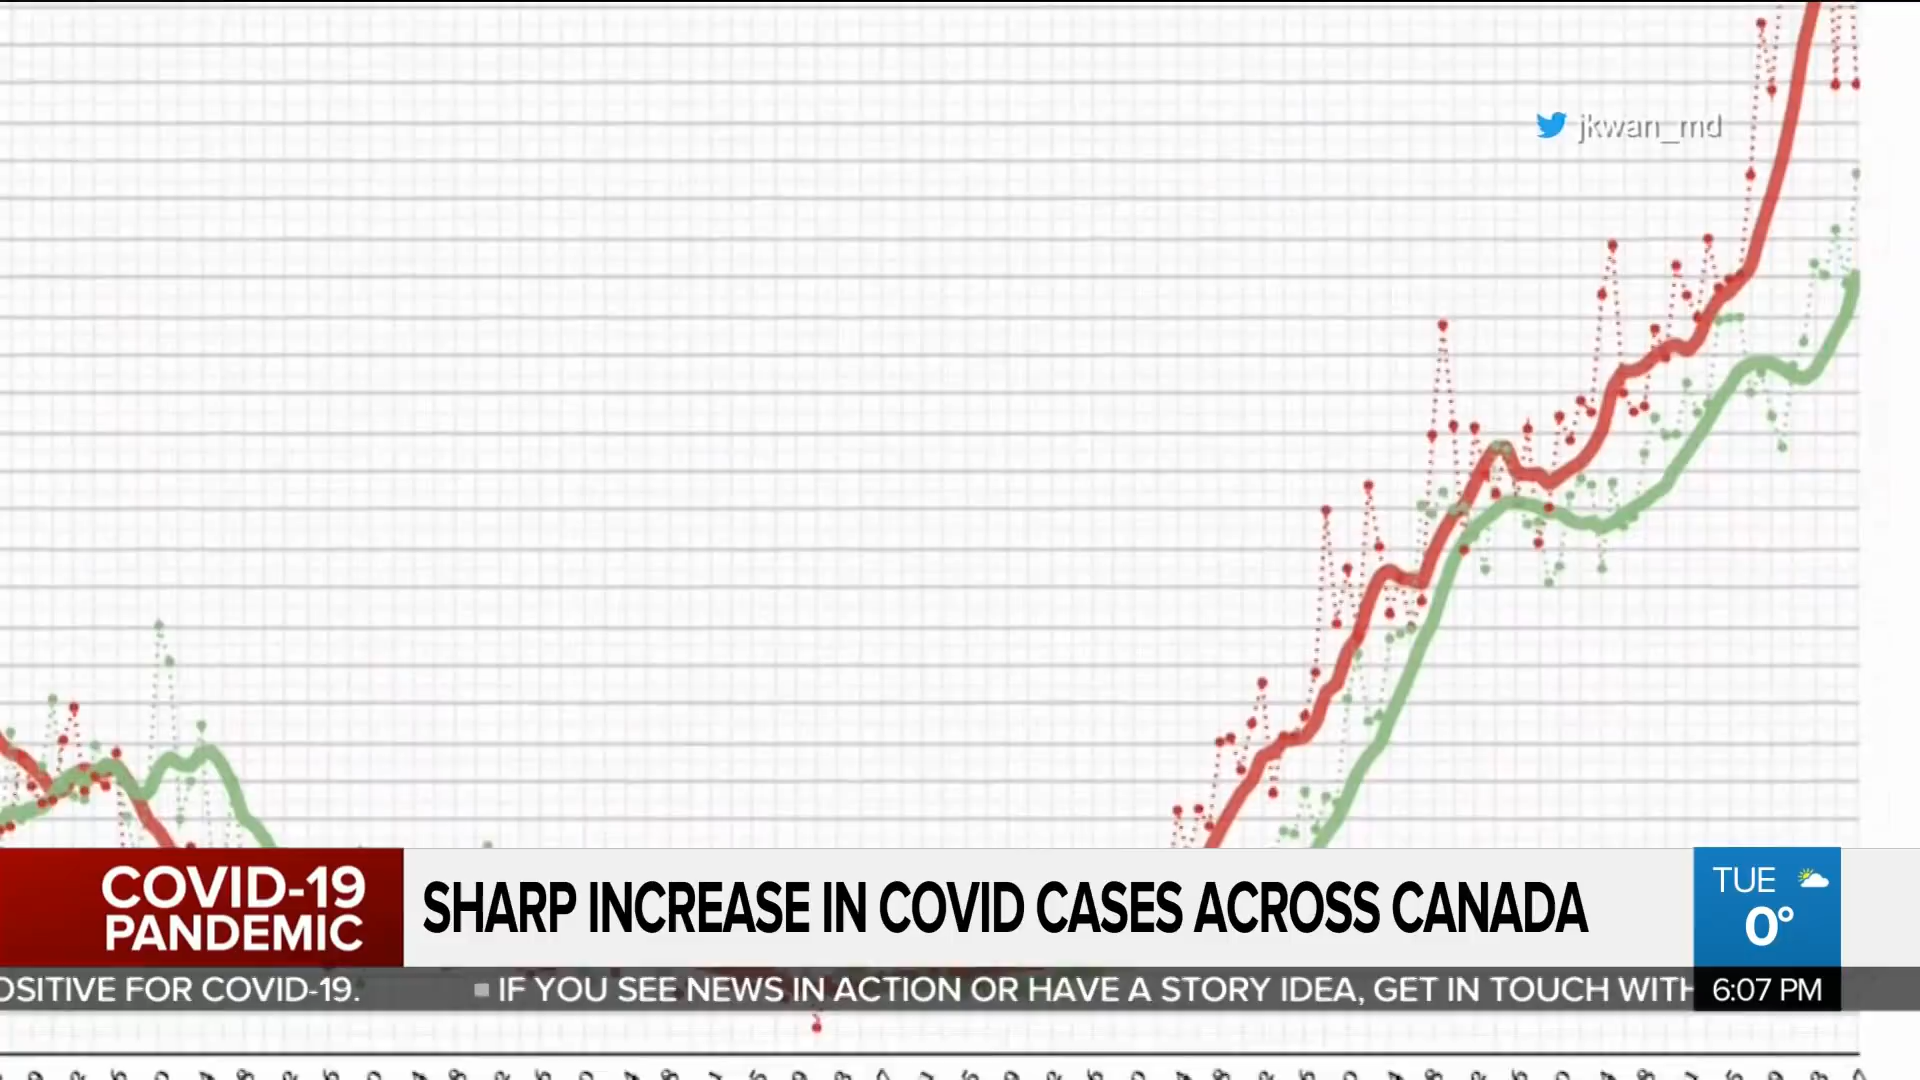 jkwan_md
COVID-19
PANDEMIC
SHARP INCREASE IN COVID CASES ACROSS CANADA
TUE
0°
OSITIVE FOR COVID-19. ■ IF YOU SEE NEWS IN ACTION OR HAVE A STORY IDEA, GET IN TOUCH WITH
6:07 PM